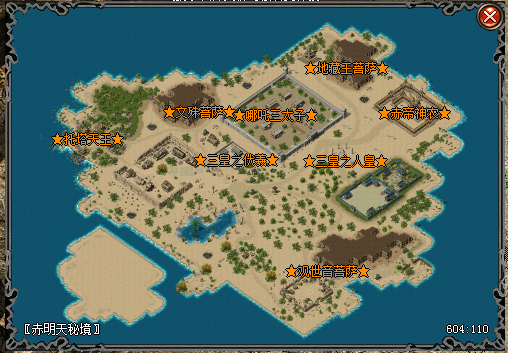 ★地藏王菩萨★
★文殊菩萨★
★哪吒三太子★
★赤帝神农★
★托塔天王★
★三皇之伏羲★
★三皇之人皇★
★观世音菩萨★
〖赤明天秘境〗
604:110